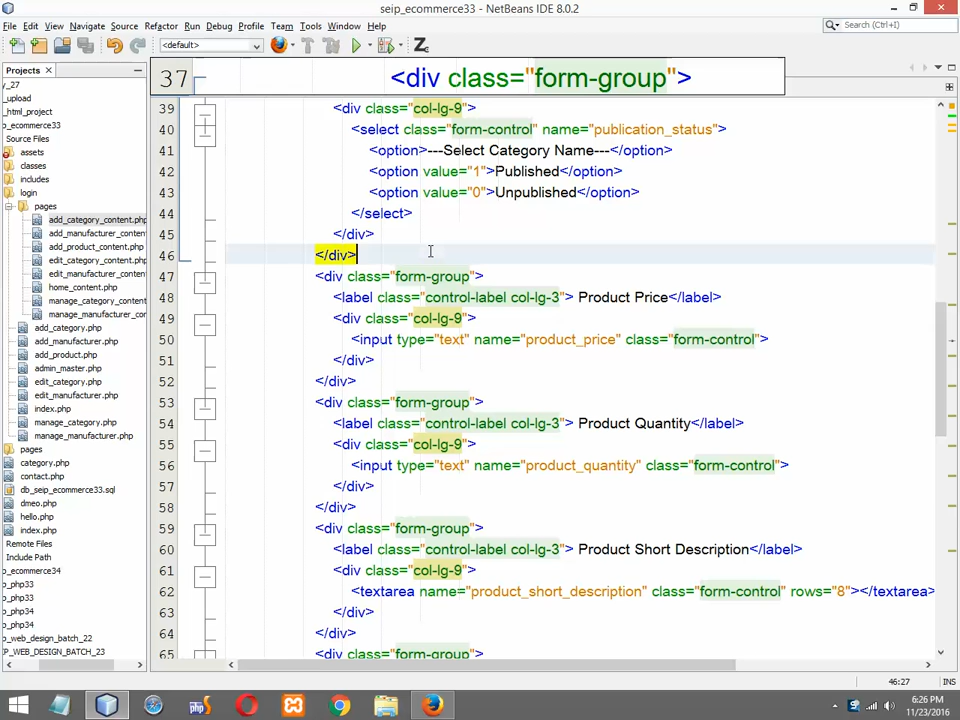 seip_ecommerce33 - NetBeans IDE 8.0.2
File Edit View Navigate Source Refactor Run Debug Profile Team Tools Window Help
Search (Ctrl+I)
<default>
Projects
37 <div class="form-group">
_27
_upload
_html_project
p_ecommerce33
Source Files
assets
classes
includes
login
pages
add_category_content.php
add_manufacturer_conten
add_product_content.php
edit_category_content.ph
edit_manufacturer_conten
home_content.php
manage_category_content
manage_manufacturer_con
add_category.php
add_manufacturer.php
add_product.php
admin_master.php
edit_category.php
edit_manufacturer.php
index.php
manage_category.php
manage_manufacturer.php
pages
category.php
contact.php
db_seip_ecommerce33.sql
dmeo.php
hello.php
index.php
Remote Files
Include Path
p_ecommerce34
p_php33
p_php34
p_web_design_batch_22
IP_WEB_DESIGN_BATCH_23
39 <div class="col-lg-9">
40 <select class="form-control" name="publication_status">
41 <option>---Select Category Name---</option>
42 <option value="1">Published</option>
43 <option value="0">Unpublished</option>
44 </select>
45 </div>
46 </div>
47 <div class="form-group">
48 <label class="control-label col-lg-3"> Product Price</label>
49 <div class="col-lg-9">
50 <input type="text" name="product_price" class="form-control">
51 </div>
52 </div>
53 <div class="form-group">
54 <label class="control-label col-lg-3"> Product Quantity</label>
55 <div class="col-lg-9">
56 <input type="text" name="product_quantity" class="form-control">
57 </div>
58 </div>
59 <div class="form-group">
60 <label class="control-label col-lg-3"> Product Short Description</label>
61 <div class="col-lg-9">
62 <textarea name="product_short_description" class="form-control" rows="8"></textarea>
63 </div>
64 </div>
65 <div class="form-group">
46:27 INS
php
6:26 PM
11/23/2016